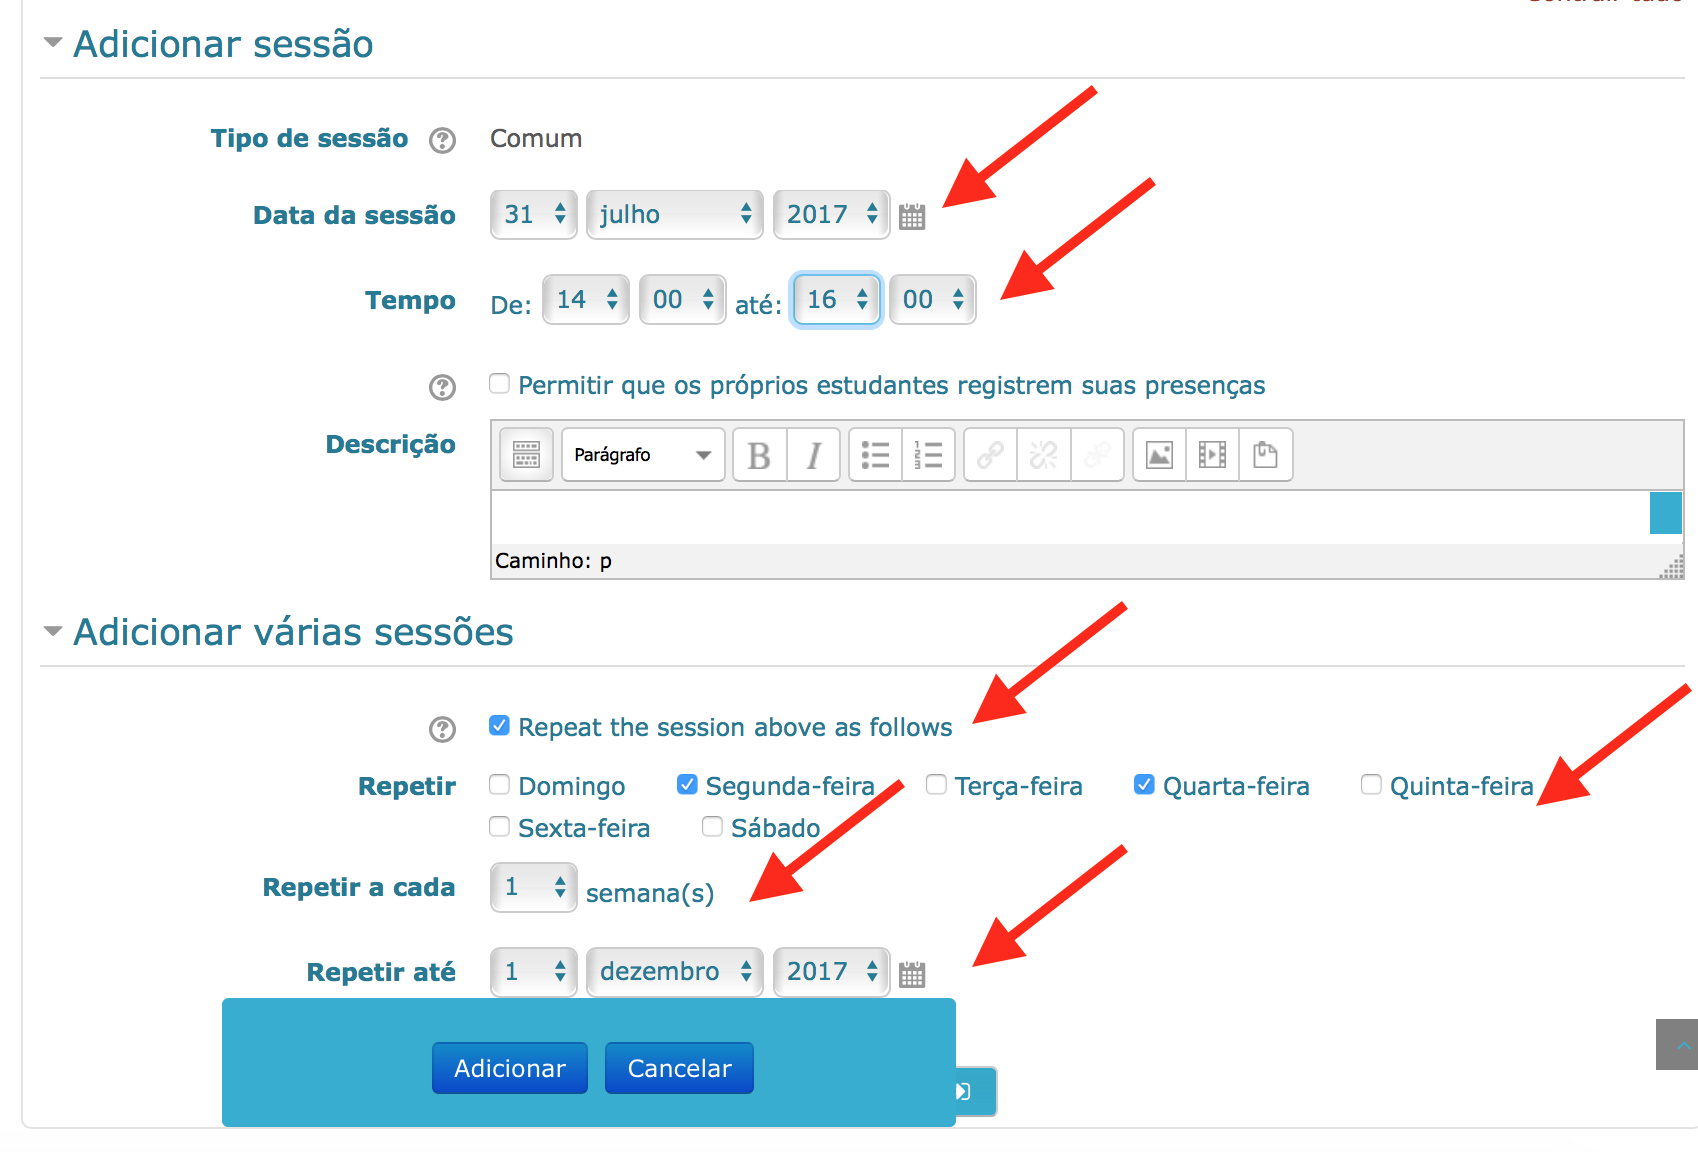 Adicionar sessão
Tipo de sessão Comum
Data da sessão 31 julho 2017
Tempo De: 14 00 até: 16 00
Permitir que os próprios estudantes registrem suas presenças
Descrição Parágrafo B I
Caminho: p
Adicionar várias sessões
Repeat the session above as follows
Repetir Domingo Segunda-feira Terça-feira Quarta-feira Quinta-feira
Sexta-feira Sábado
Repetir a cada 1 semana(s)
Repetir até 1 dezembro 2017
Adicionar Cancelar